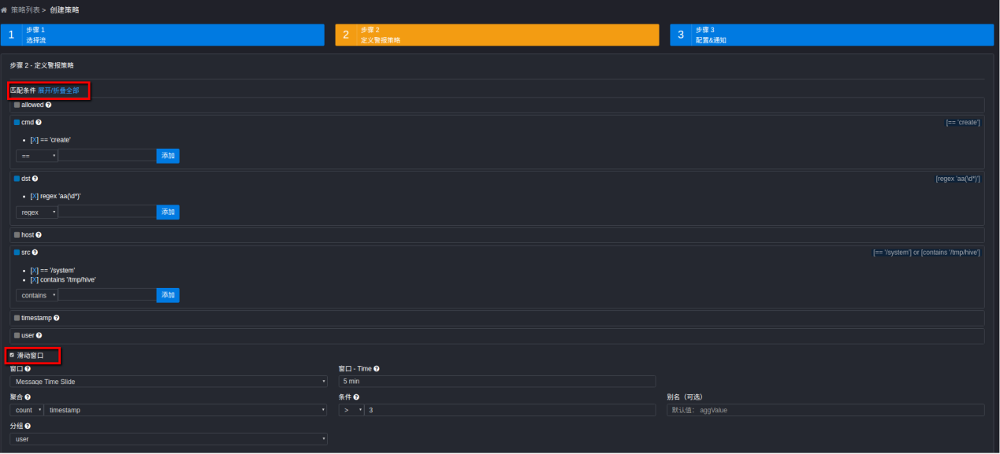 策略列表 > 创建策略
1 步骤 1
选择流
2 步骤 2
定义警报策略
3 步骤 3
配置&通知
步骤 2 - 定义警报策略
匹配条件 展开/折叠全部
allowed
cmd [== 'create']
[X] == 'create'
== 添加
dst [regex 'aa(\d*)']
[X] regex 'aa(\d*)'
regex 添加
host
src [== '/system'] or [contains '/tmp/hive']
[X] == '/system'
[X] contains '/tmp/hive'
contains 添加
timestamp
user
滑动窗口
窗口 窗口 - Time
Message Time Slide 5 min
聚合 条件 别名（可选）
count timestamp > 3 默认值： aggValue
分组
user